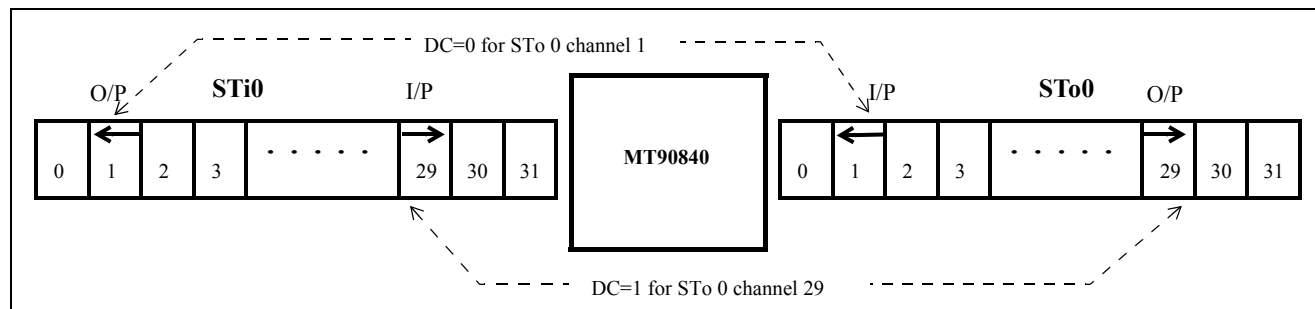 DC=0 for STo 0 channel 1
STi0
STo0
O/P
I/P
I/P
O/P
0 1 2 3 . . . . . 29 30 31
MT90840
0 1 2 3 . . . . . 29 30 31
DC=1 for STo 0 channel 29